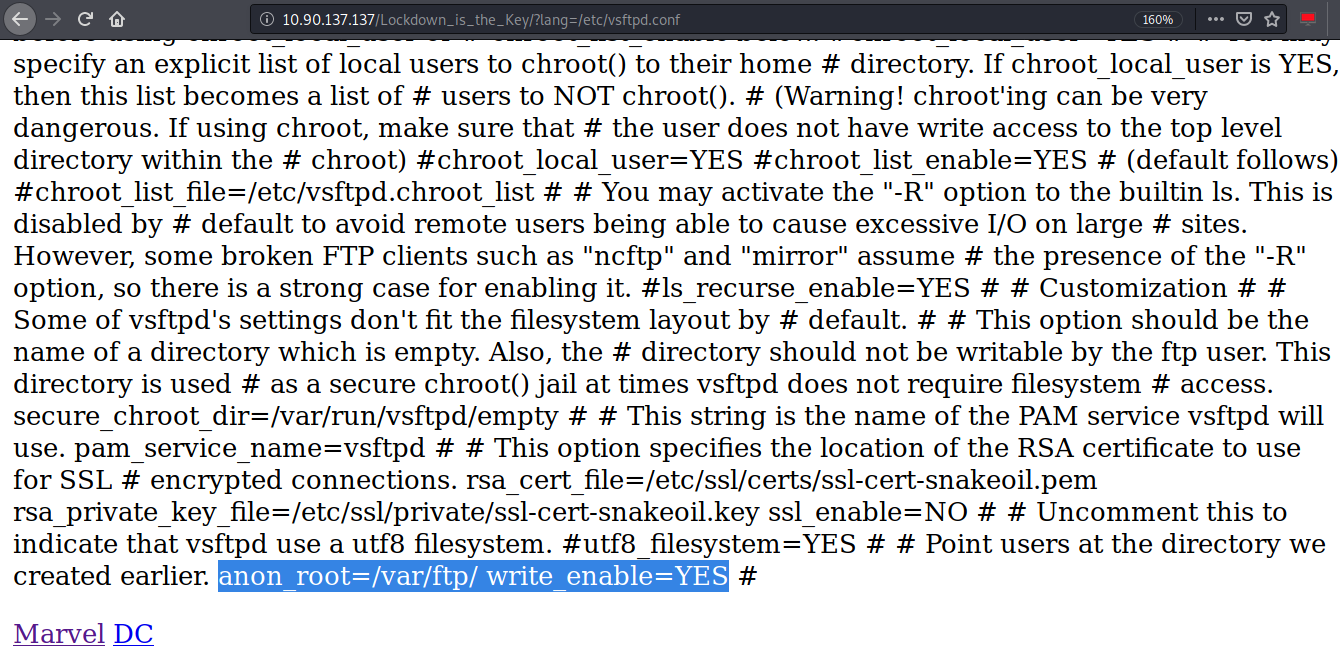 10.90.137.137/Lockdown_is_the_Key/?lang=/etc/vsftpd.conf
160%
specify an explicit list of local users to chroot() to their home # directory. If chroot_local_user is YES,
then this list becomes a list of # users to NOT chroot(). # (Warning! chroot'ing can be very
dangerous. If using chroot, make sure that # the user does not have write access to the top level
directory within the # chroot) #chroot_local_user=YES #chroot_list_enable=YES # (default follows)
#chroot_list_file=/etc/vsftpd.chroot_list # # You may activate the "-R" option to the builtin ls. This is
disabled by # default to avoid remote users being able to cause excessive I/O on large # sites.
However, some broken FTP clients such as "ncftp" and "mirror" assume # the presence of the "-R"
option, so there is a strong case for enabling it. #ls_recurse_enable=YES # # Customization # #
Some of vsftpd's settings don't fit the filesystem layout by # default. # # This option should be the
name of a directory which is empty. Also, the # directory should not be writable by the ftp user. This
directory is used # as a secure chroot() jail at times vsftpd does not require filesystem # access.
secure_chroot_dir=/var/run/vsftpd/empty # # This string is the name of the PAM service vsftpd will
use. pam_service_name=vsftpd # # This option specifies the location of the RSA certificate to use
for SSL # encrypted connections. rsa_cert_file=/etc/ssl/certs/ssl-cert-snakeoil.pem
rsa_private_key_file=/etc/ssl/private/ssl-cert-snakeoil.key ssl_enable=NO # # Uncomment this to
indicate that vsftpd use a utf8 filesystem. #utf8_filesystem=YES # # Point users at the directory we
created earlier. anon_root=/var/ftp/ write_enable=YES #
Marvel DC